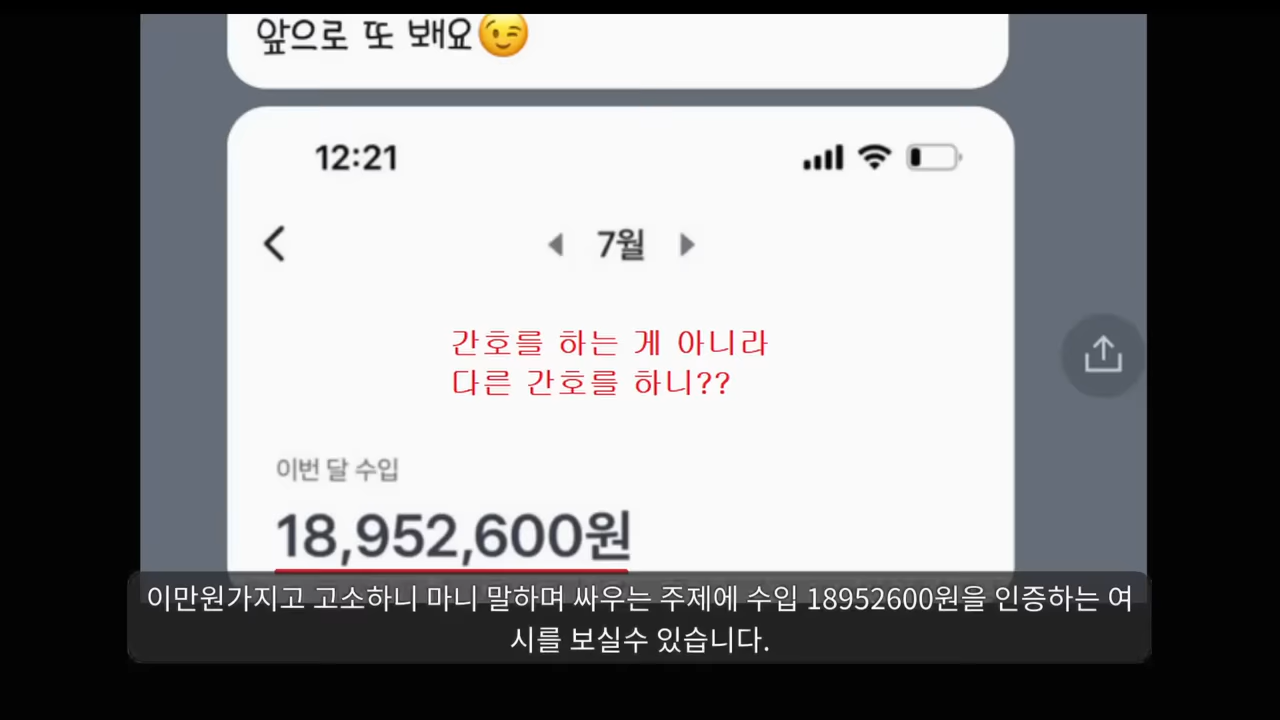 앞으로 또 봬요
12:21
7월
간호를 하는 게 아니라
다른 간호를 하니??
이번 달 수입
18,952,600원
이만원가지고 고소하니 마니 말하며 싸우는 주제에 수입 18952600원을 인증하는 여
시를 보실수 있습니다.